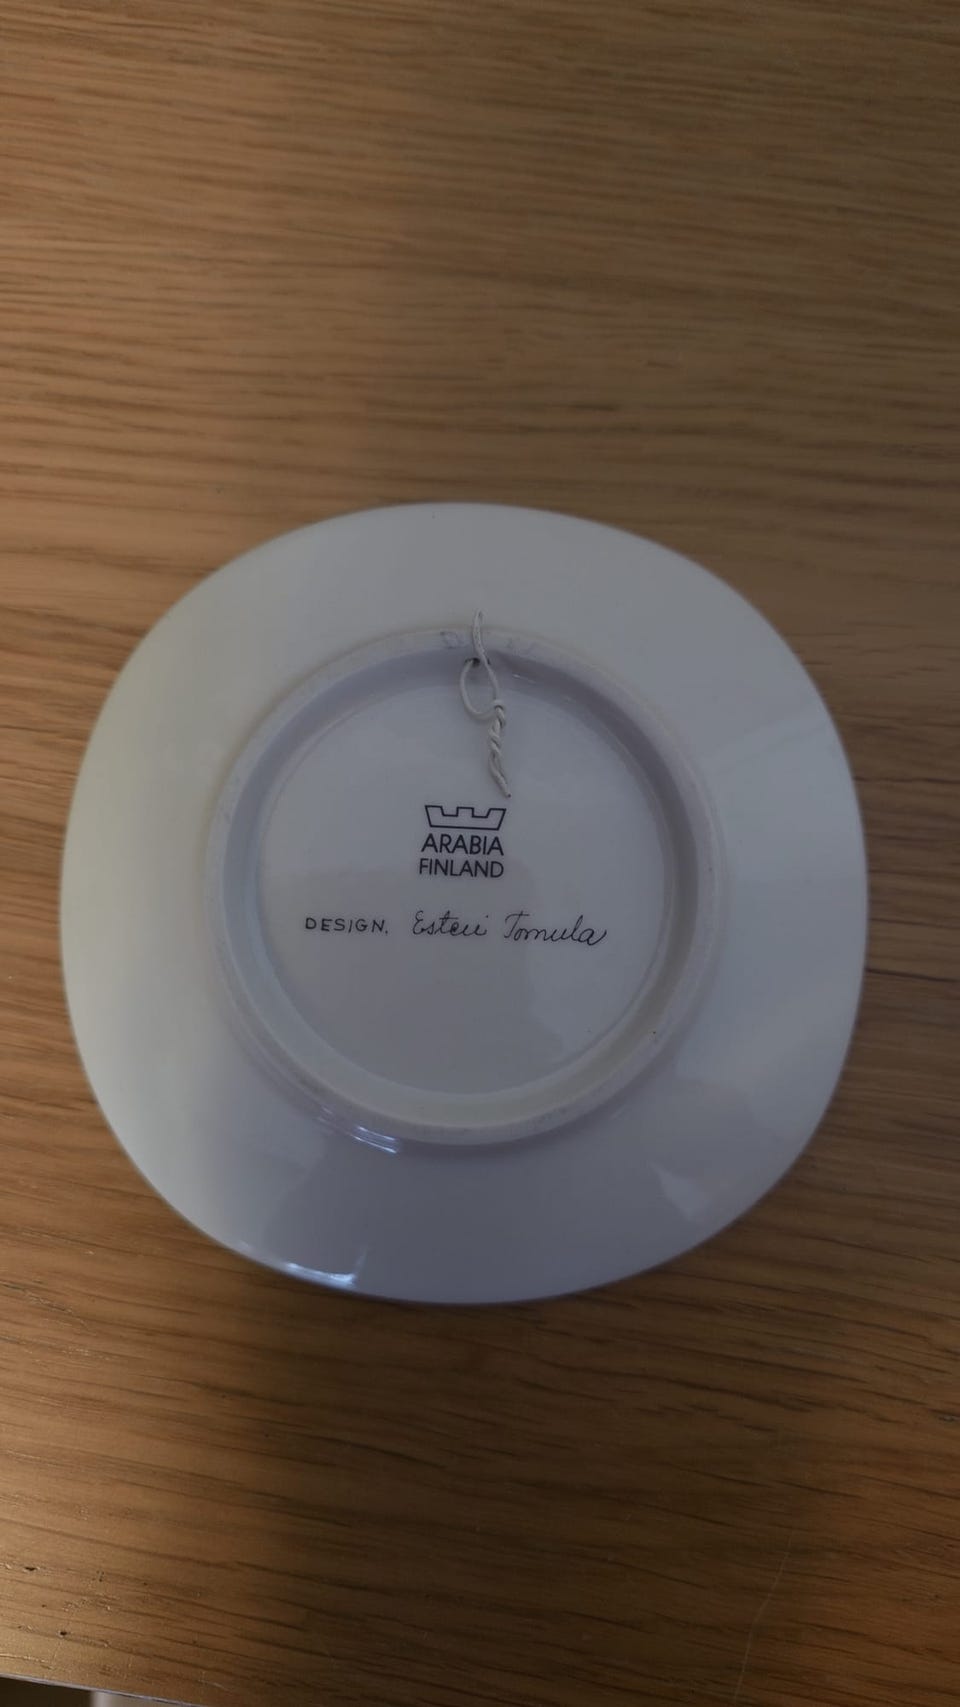 ARABIA
FINLAND
DESIGN. Esteri Tomula